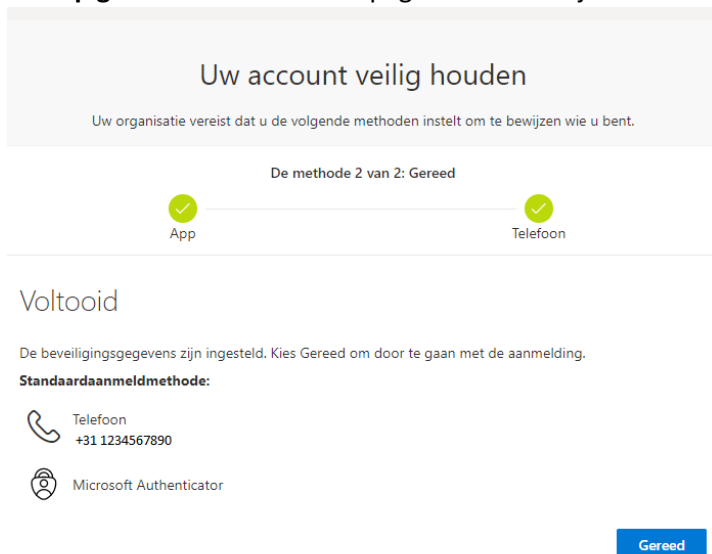 Uw account veilig houden
Uw organisatie vereist dat u de volgende methoden instelt om te bewijzen wie u bent.
De methode 2 van 2: Gereed
App
Telefoon
Voltooid
De beveiligingsgegevens zijn ingesteld. Kies Gereed om door te gaan met de aanmelding.
Standaardaanmeldmethode:
Telefoon
+31 1234567890
Microsoft Authenticator
Gereed